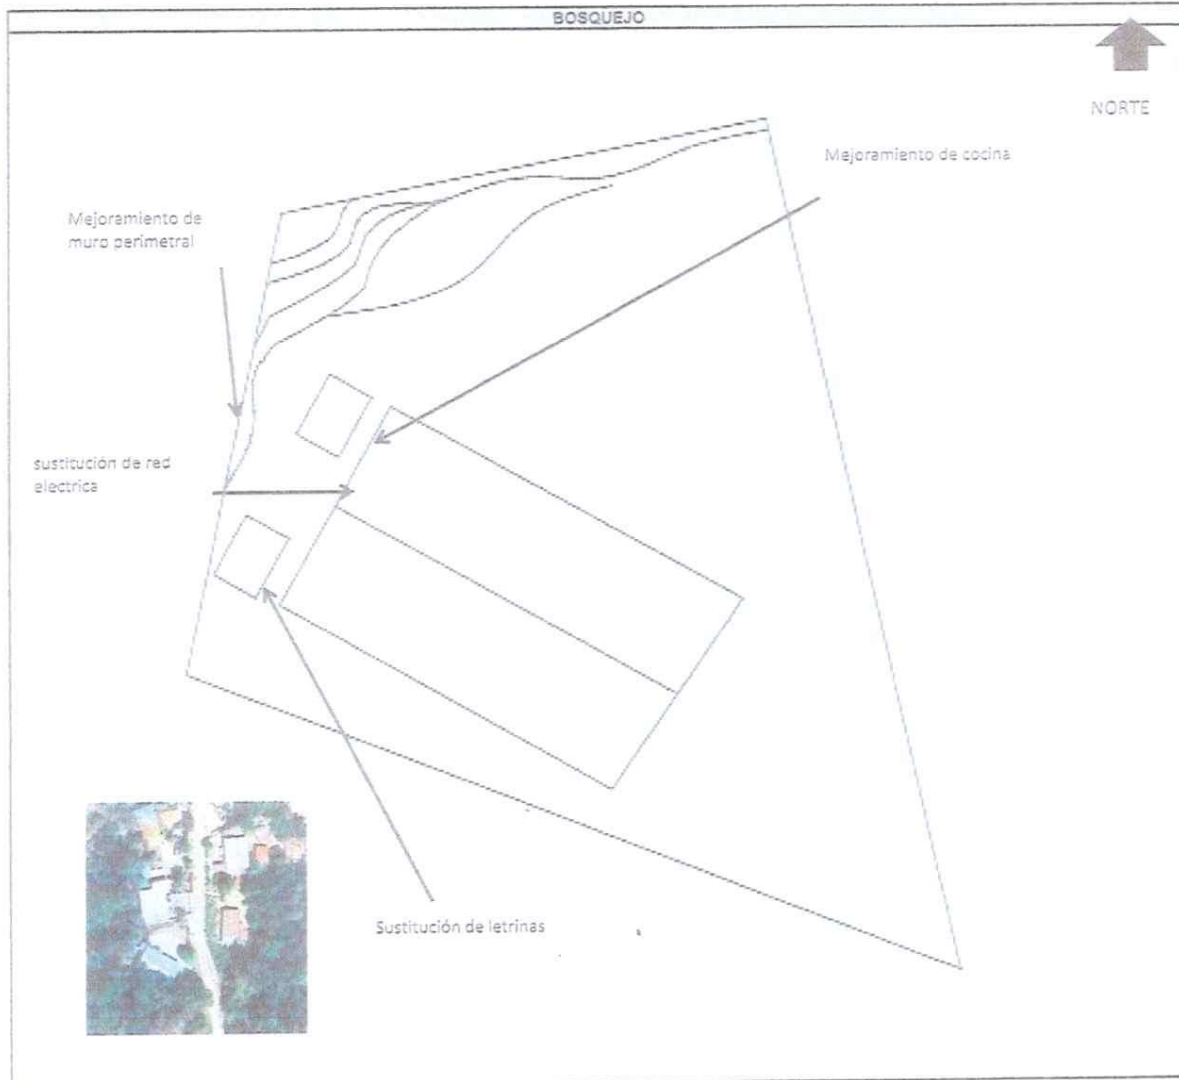 BOSQUEJO
NORTE
Mejoramiento de cocina
Mejoramiento de
muro perimetral
sustitución de red
electrica
Sustitución de letrinas